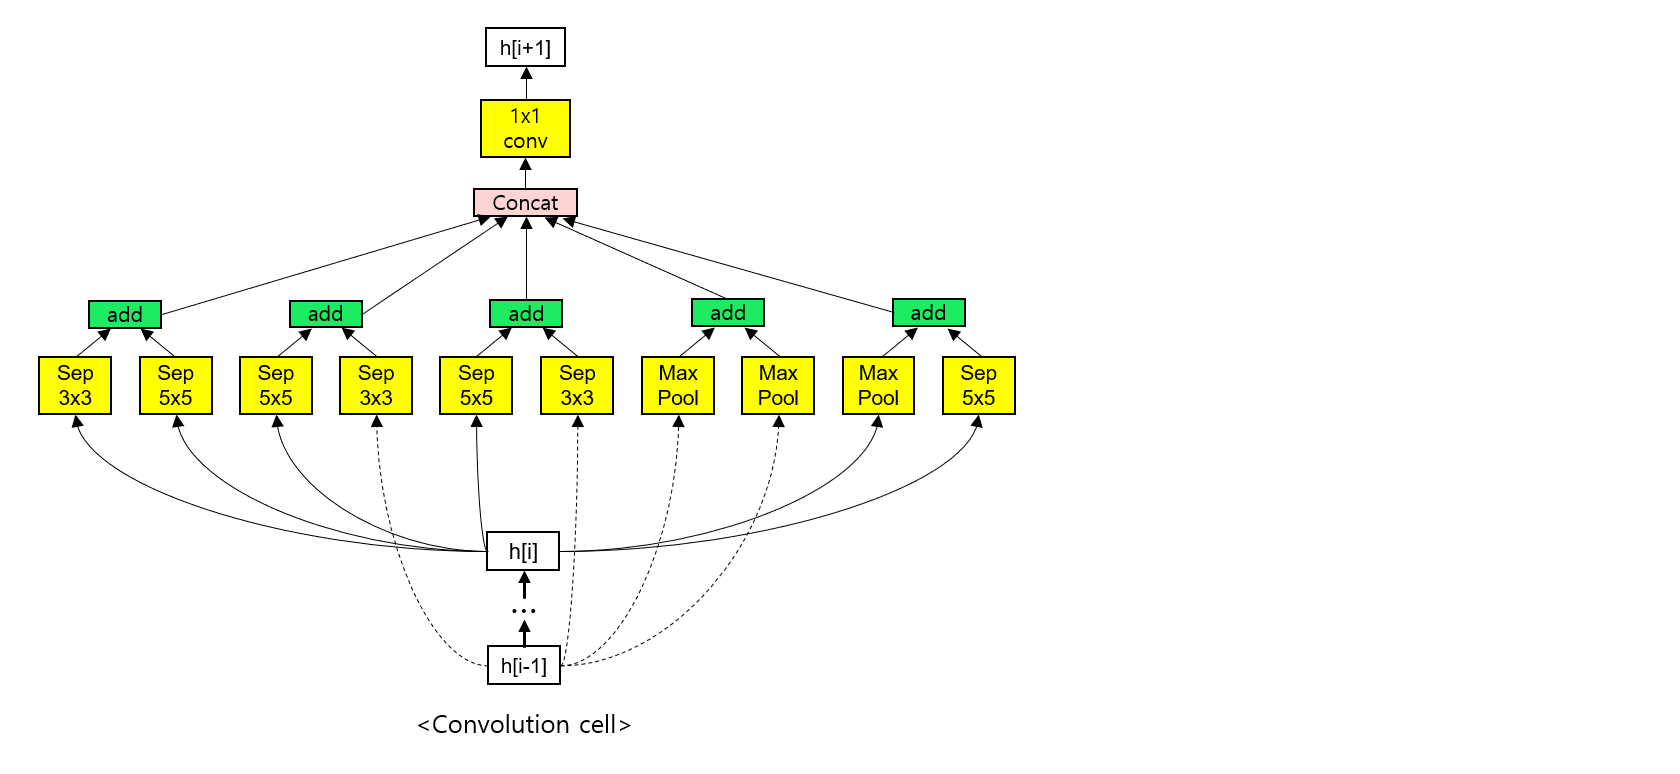 h[i+1]
1x1
conv
Concat
add
add
add
add
add
Sep
3x3
Sep
5x5
Sep
5x5
Sep
3x3
Sep
5x5
Sep
3x3
Max
Pool
Max
Pool
Max
Pool
Sep
5x5
h[i]
...
h[i-1]
<Convolution cell>